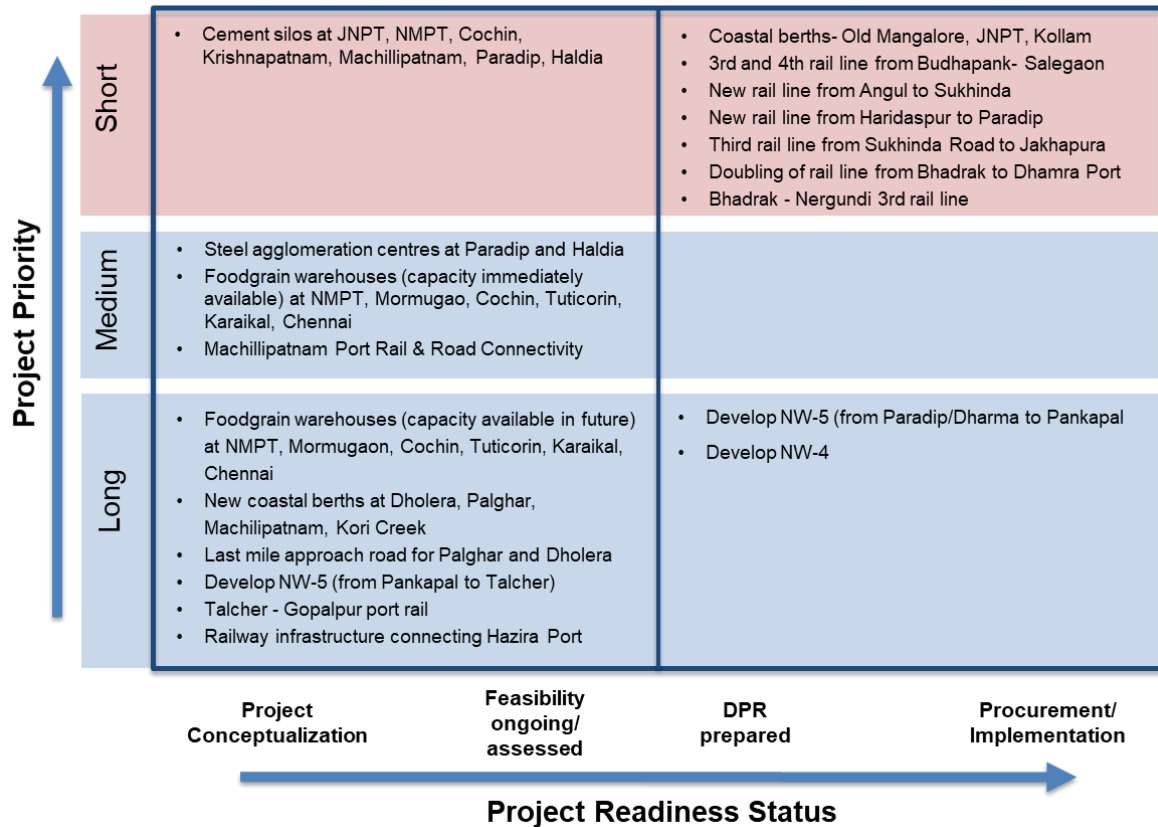 Project Priority
Short
• Cement silos at JNPT, NMPT, Cochin,
Krishnapatnam, Machillipatnam, Paradip, Haldia
• Coastal berths- Old Mangalore, JNPT, Kollam
• 3rd and 4th rail line from Budhapank- Salegaon
• New rail line from Angul to Sukhinda
• New rail line from Haridaspur to Paradip
• Third rail line from Sukhinda Road to Jakhapura
• Doubling of rail line from Bhadrak to Dhamra Port
• Bhadrak - Nergundi 3rd rail line
Medium
• Steel agglomeration centres at Paradip and Haldia
• Foodgrain warehouses (capacity immediately
available) at NMPT, Mormugao, Cochin, Tuticorin,
Karaikal, Chennai
• Machillipatnam Port Rail & Road Connectivity
Long
• Foodgrain warehouses (capacity available in future)
at NMPT, Mormugaon, Cochin, Tuticorin, Karaikal,
Chennai
• New coastal berths at Dholera, Palghar,
Machilipatnam, Kori Creek
• Last mile approach road for Palghar and Dholera
• Develop NW-5 (from Pankapal to Talcher)
• Talcher - Gopalpur port rail
• Railway infrastructure connecting Hazira Port
• Develop NW-5 (from Paradip/Dharma to Pankapal
• Develop NW-4
Project
Conceptualization
Feasibility
ongoing/
assessed
DPR
prepared
Procurement/
Implementation
Project Readiness Status